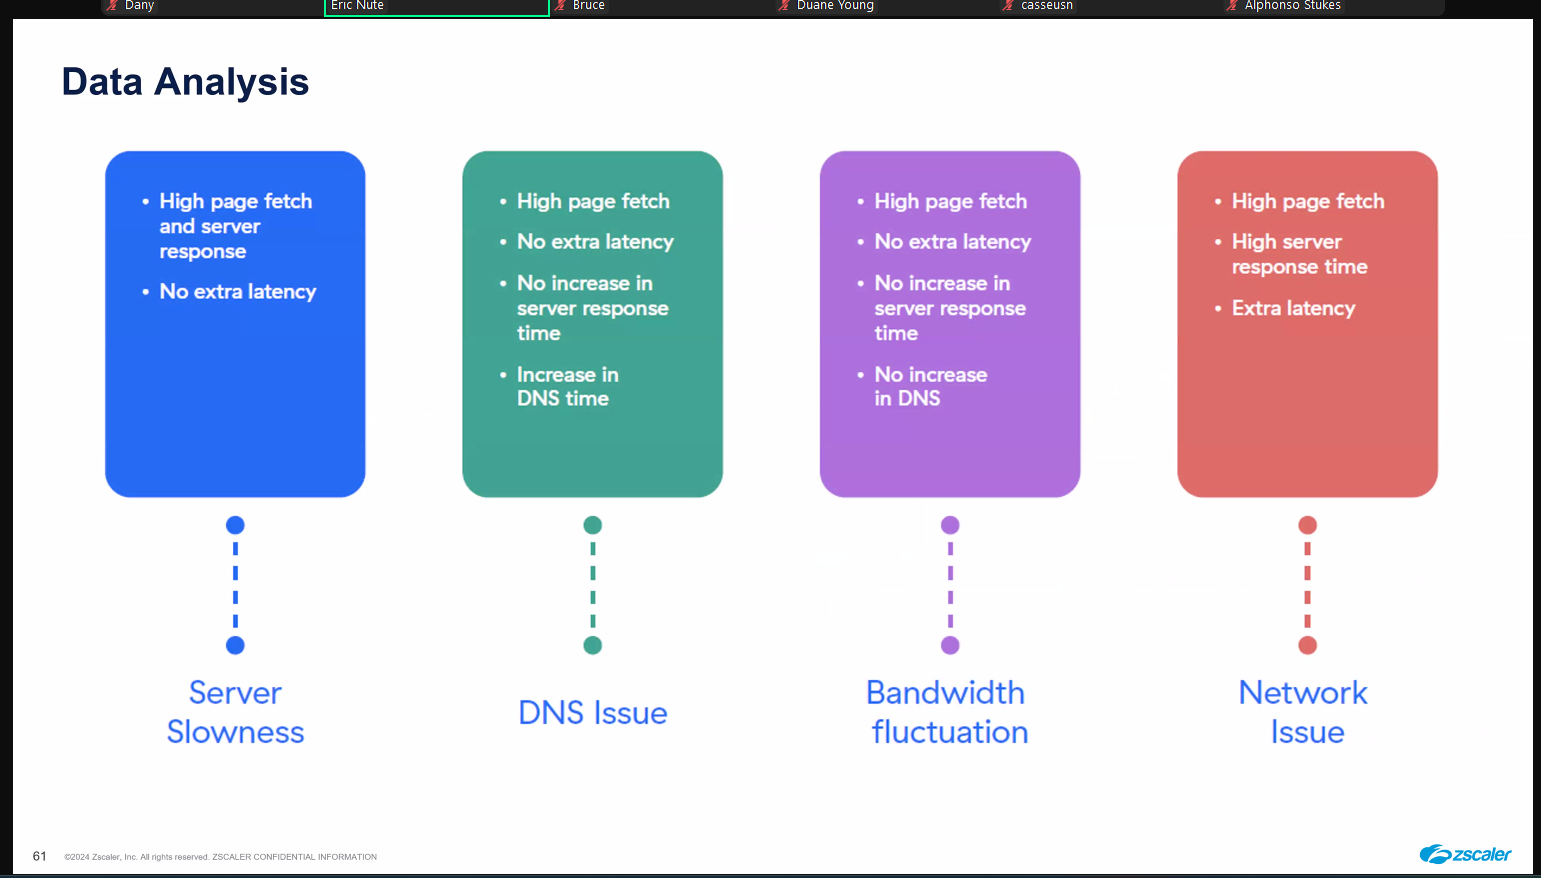 Dany
Eric Nute
Bruce
Duane Young
casseusn
Alphonso Stukes
Data Analysis
• High page fetch
and server
response
• No extra latency
• High page fetch
• No extra latency
• No increase in
server response
time
• Increase in
DNS time
• High page fetch
• No extra latency
• No increase in
server response
time
• No increase
in DNS
• High page fetch
• High server
response time
• Extra latency
Server
Slowness
DNS Issue
Bandwidth
fluctuation
Network
Issue
61
©2024 Zscaler, Inc. All rights reserved. ZSCALER CONFIDENTIAL INFORMATION
zscaler